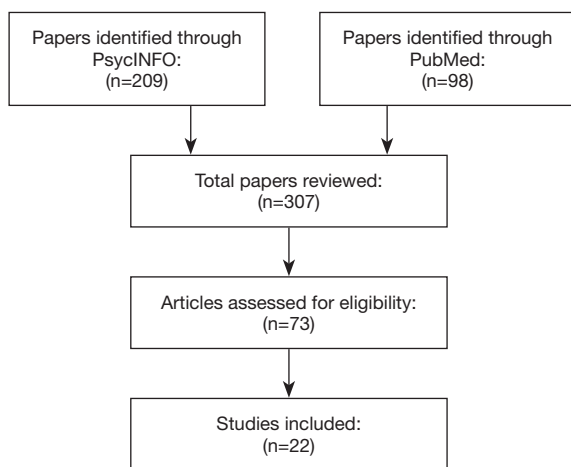 Papers identified through
PsycINFO:
(n=209)
Papers identified through
PubMed:
(n=98)
Total papers reviewed:
(n=307)
Articles assessed for eligibility:
(n=73)
Studies included:
(n=22)